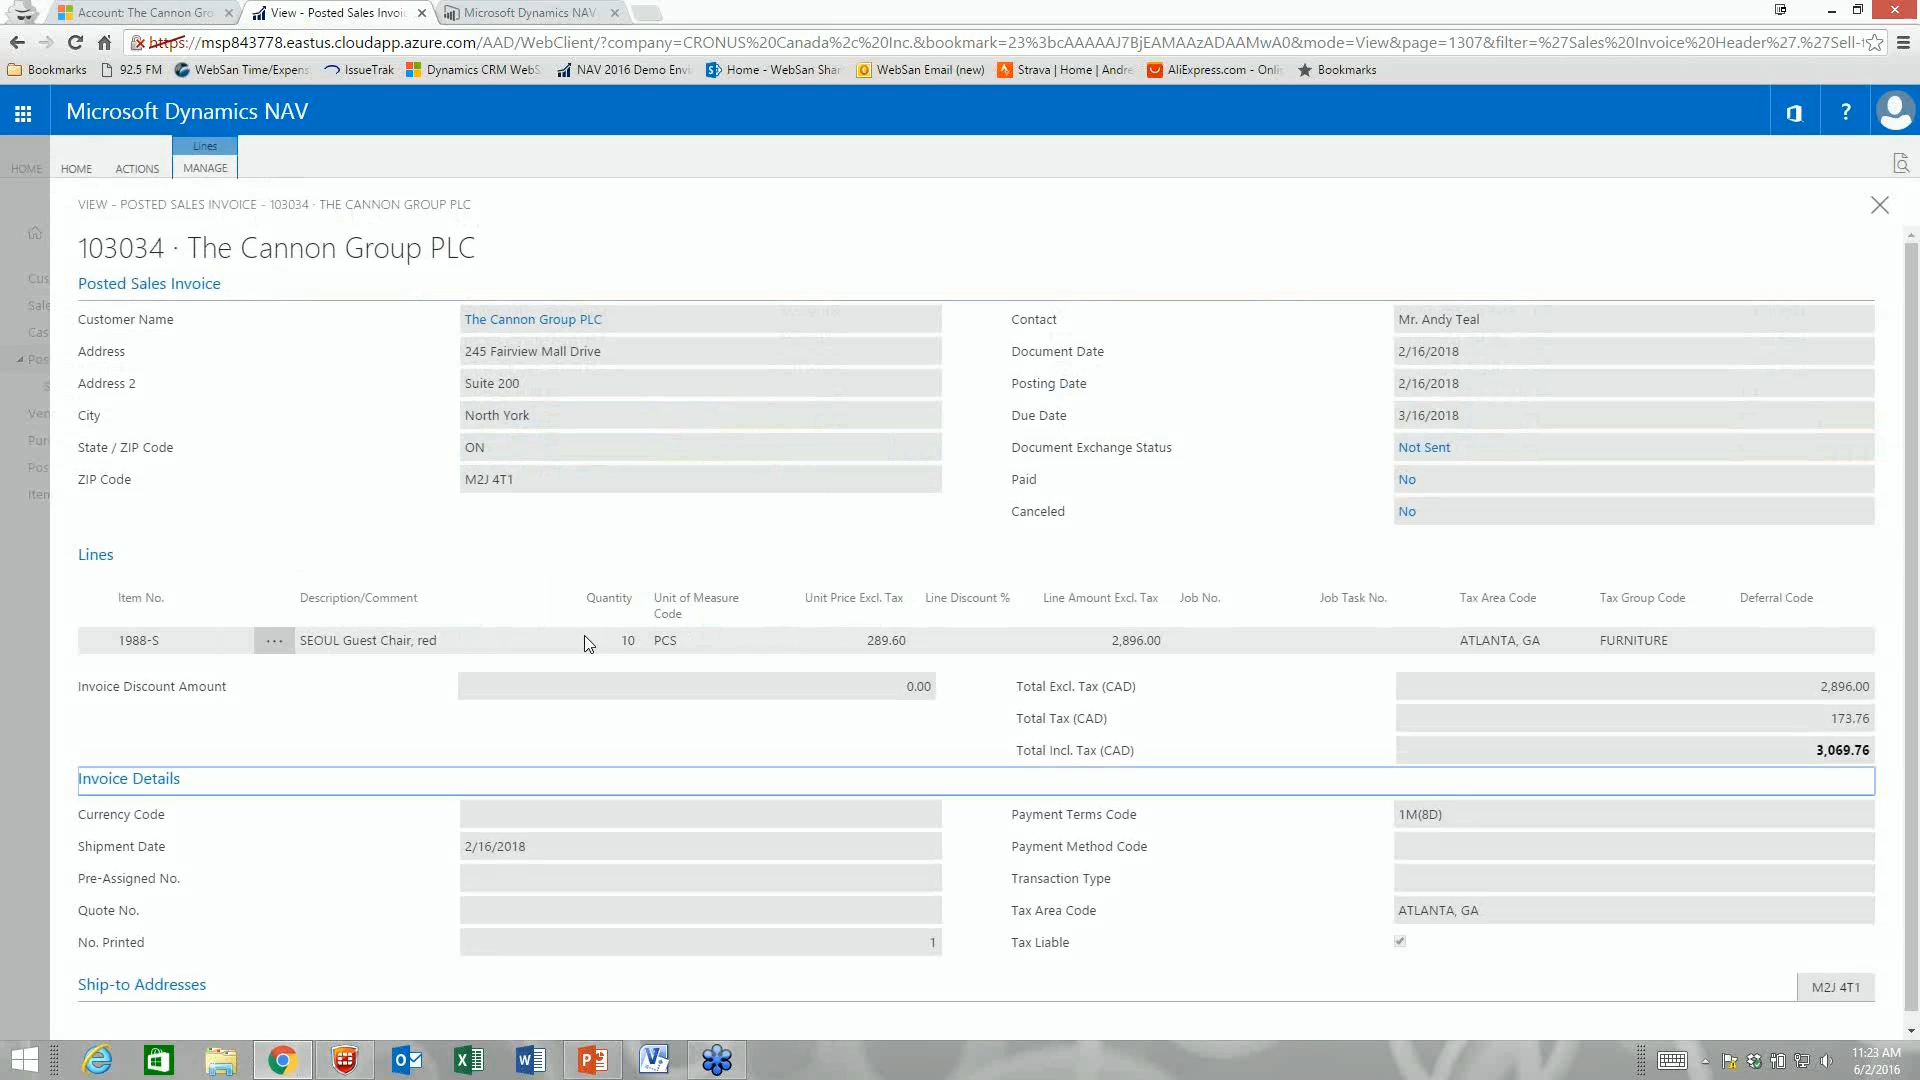 Account: The Cannon Gro
View - Posted Sales Invoic
Microsoft Dynamics NAV
https://msp843778.eastus.cloudapp.azure.com/AAD/WebClient/?company=CRONUS%20Canada%2c%20Inc.&bookmark=23%3bcAAAAAJ7BjEAMAAzADAAMwA0&mode=View&page=1307&filter=%27Sales%20Invoice%20Header%27.%27Sell-t
Bookmarks 92.5 FM WebSan Time/Expens IssueTrak Dynamics CRM WebS NAV 2016 Demo Envi Home - WebSan Shar WebSan Email (new) Strava | Home | Andre AliExpress.com - Onlin Bookmarks
Microsoft Dynamics NAV
?
Lines
HOME HOME ACTIONS MANAGE
VIEW - POSTED SALES INVOICE - 103034 · THE CANNON GROUP PLC
103034 · The Cannon Group PLC
Posted Sales Invoice
Cus
Sale
Cas
Pos
S
Ven
Pur
Pos
Item
Customer Name The Cannon Group PLC Contact Mr. Andy Teal
Address 245 Fairview Mall Drive Document Date 2/16/2018
Address 2 Suite 200 Posting Date 2/16/2018
City North York Due Date 3/16/2018
State / ZIP Code ON Document Exchange Status Not Sent
ZIP Code M2J 4T1 Paid No
Canceled No
Lines
Item No. Description/Comment Quantity Unit of Measure Code Unit Price Excl. Tax Line Discount % Line Amount Excl. Tax Job No. Job Task No. Tax Area Code Tax Group Code Deferral Code
1988-S ... SEOUL Guest Chair, red 10 PCS 289.60 2,896.00 ATLANTA, GA FURNITURE
Invoice Discount Amount 0.00 Total Excl. Tax (CAD) 2,896.00
Total Tax (CAD) 173.76
Total Incl. Tax (CAD) 3,069.76
Invoice Details
Currency Code Payment Terms Code 1M(8D)
Shipment Date 2/16/2018 Payment Method Code
Pre-Assigned No. Transaction Type
Quote No. Tax Area Code ATLANTA, GA
No. Printed 1 Tax Liable
Ship-to Addresses M2J 4T1
11:23 AM
6/2/2016